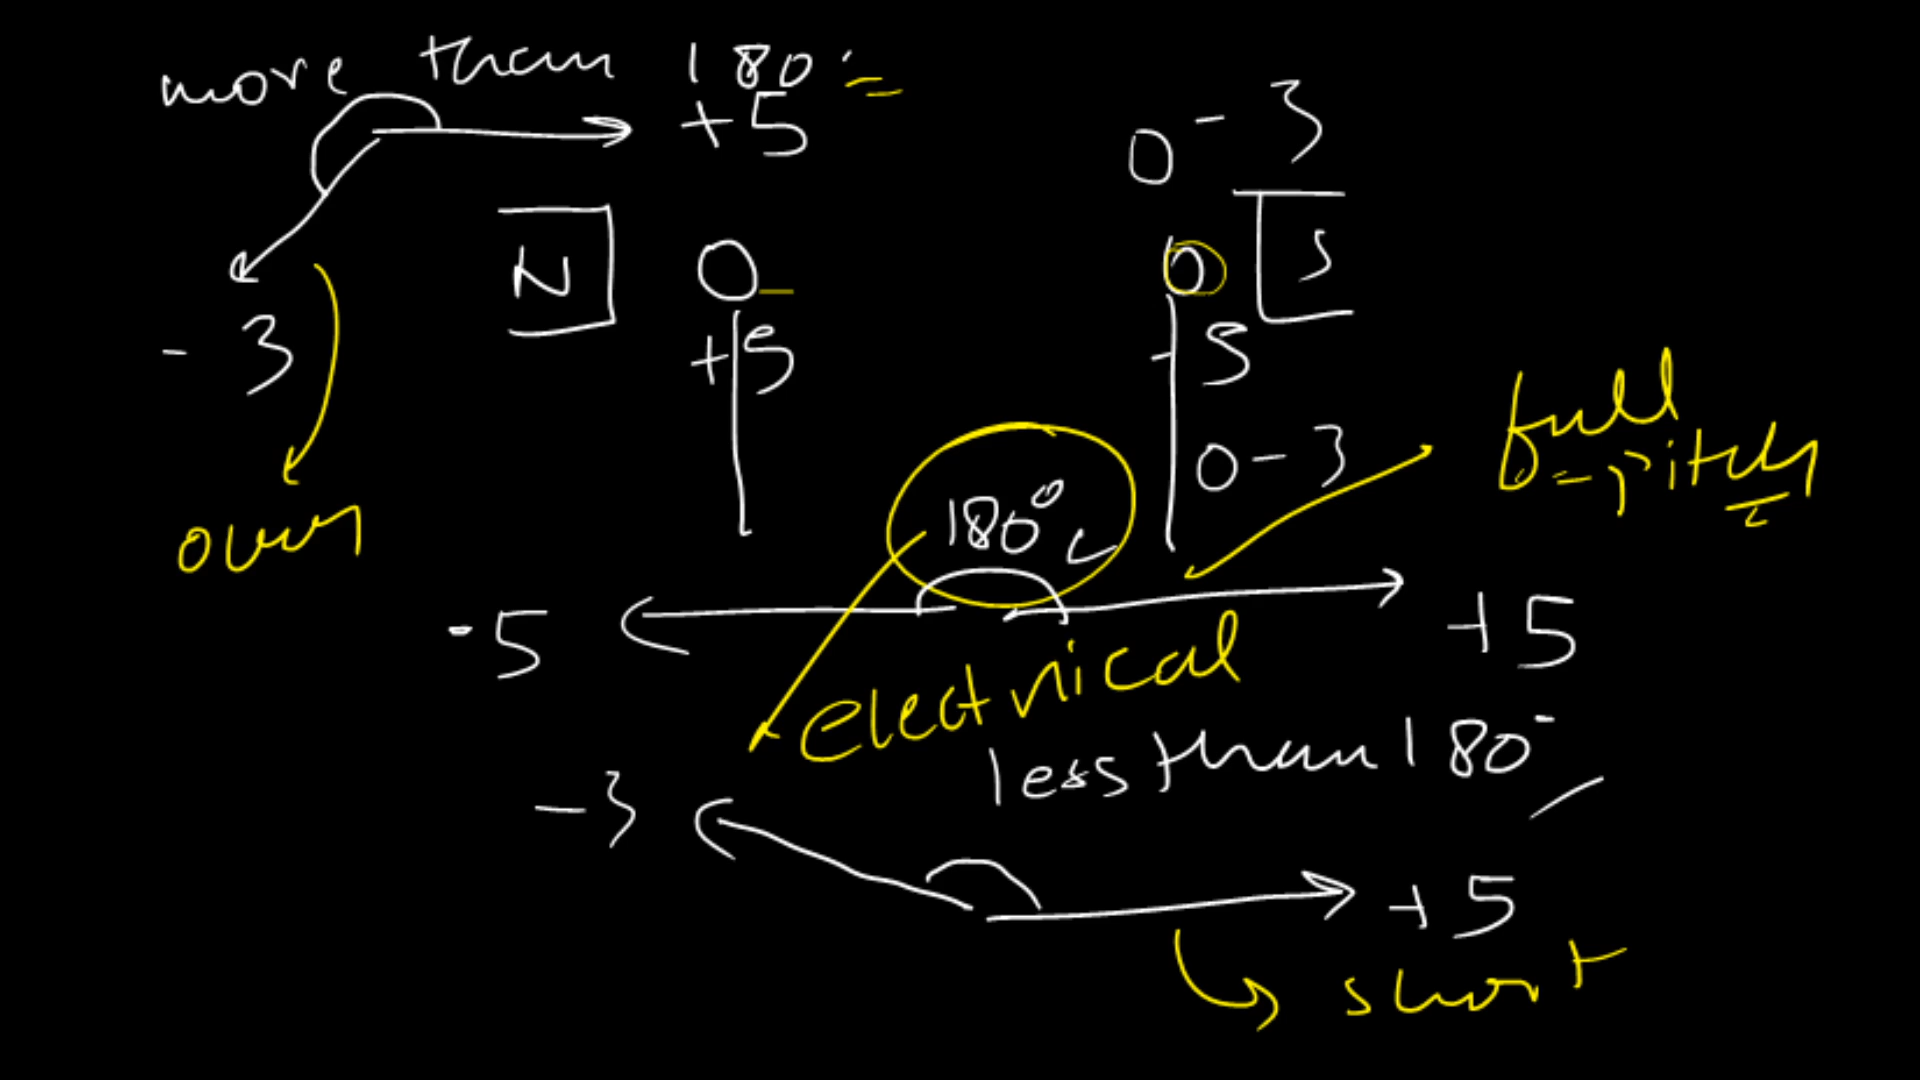 more than 180°
+5
0 -3
N
0
0
S
-3
+5
-5
full
pitch
0-3
180°
over
-5
+5
electrical
less than 180°
-3
+5
short